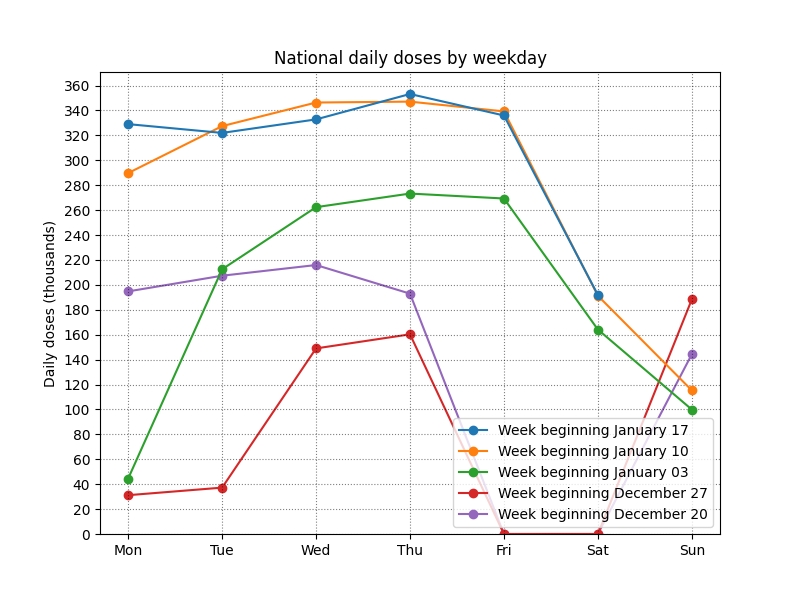 National daily doses by weekday
Daily doses (thousands)
360
340
320
300
280
260
240
220
200
180
160
140
120
100
80
60
40
20
0
Week beginning January 17
Week beginning January 10
Week beginning January 03
Week beginning December 27
Week beginning December 20
Mon Tue Wed Thu Fri Sat Sun